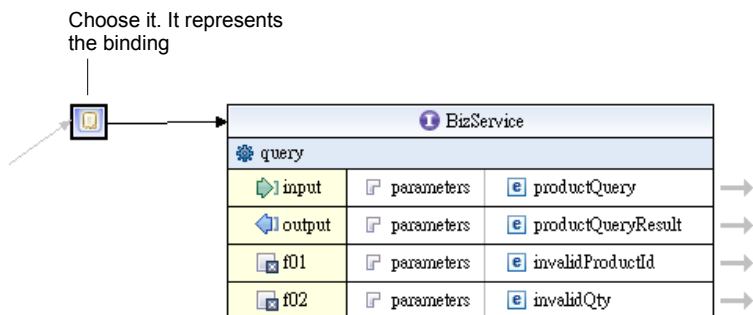 Choose it. It represents
the binding
BizService
query
input parameters e productQuery
output parameters e productQueryResult
f01 parameters e invalidProductId
f02 parameters e invalidQty